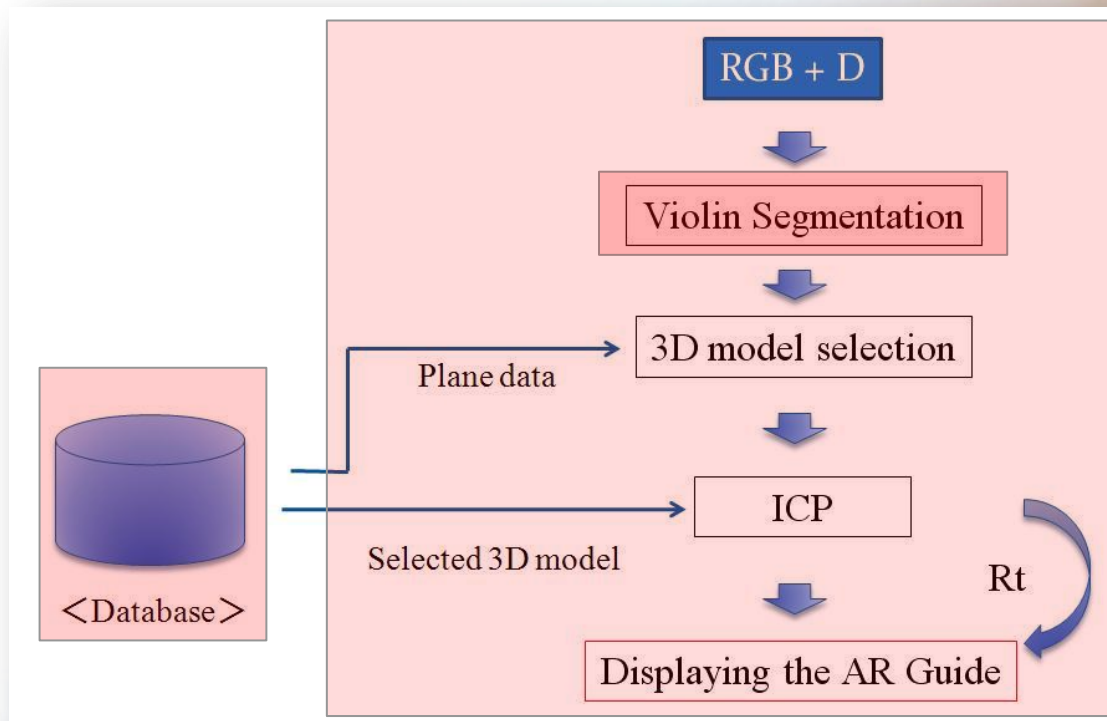 RGB + D
Violin Segmentation
3D model selection
Plane data
ICP
Selected 3D model
Rt
<Database>
Displaying the AR Guide